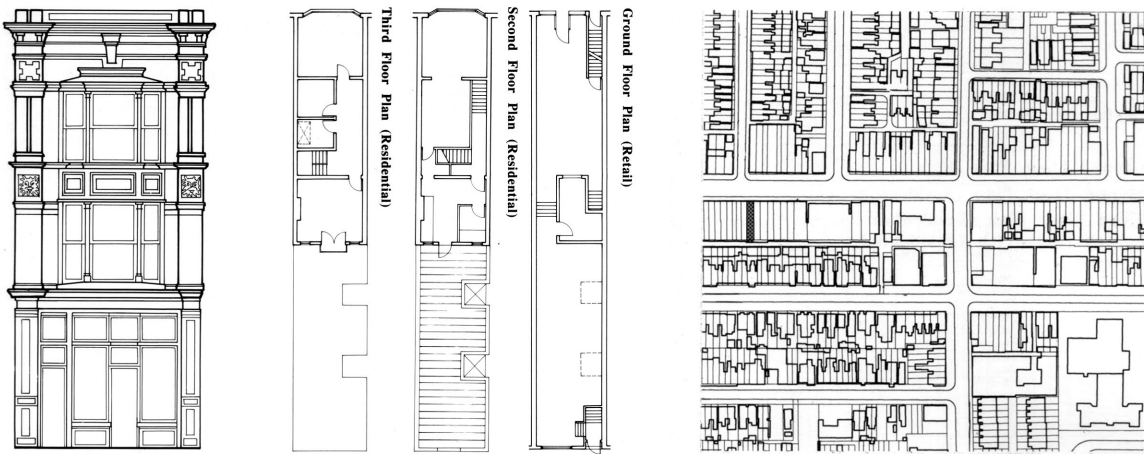 Third Floor Plan (Residential)
Second Floor Plan (Residential)
Ground Floor Plan (Retail)